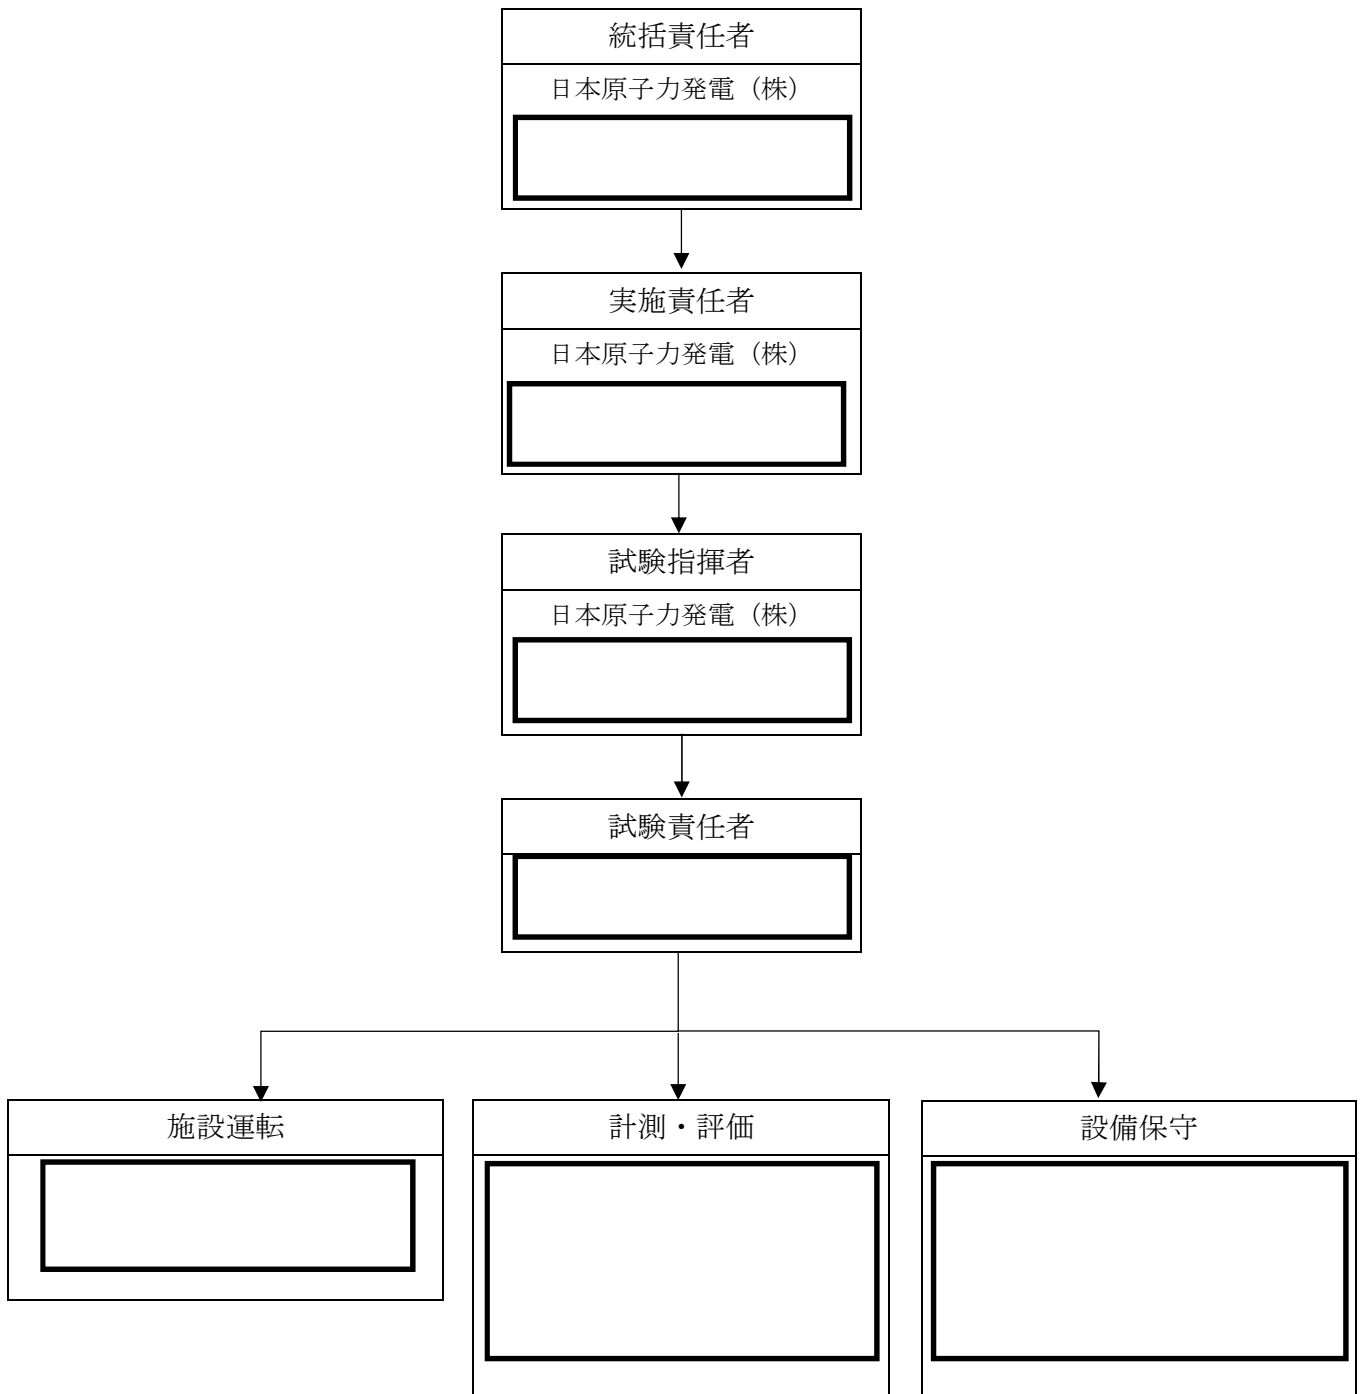 統括責任者
日本原子力発電（株）
実施責任者
日本原子力発電（株）
試験指揮者
日本原子力発電（株）
試験責任者
施設運転
計測・評価
設備保守